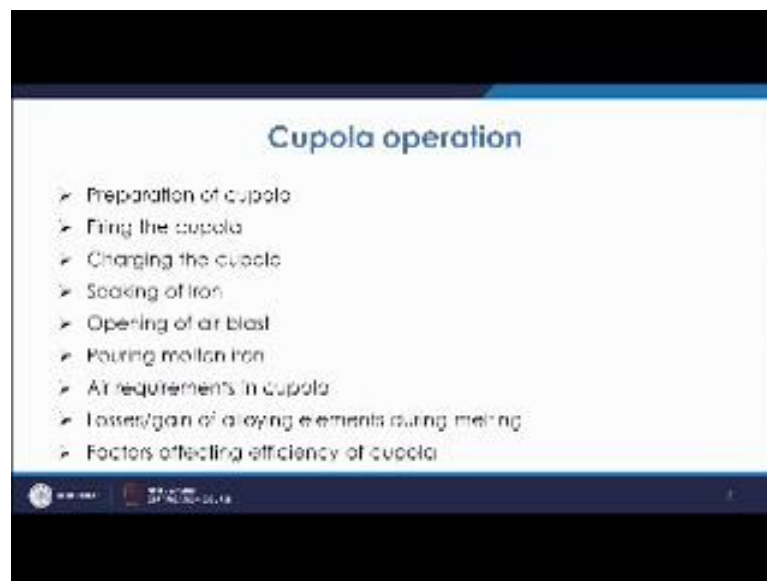 Cupola operation
➢ Preparation of cupola
➢ Firing the cupola
➢ Charging the cupola
➢ Soaking of iron
➢ Opening of air blast
➢ Pouring molten iron
➢ Air requirements in cupola
➢ Losses/gain of alloying elements during melting
➢ Factors affecting efficiency of cupola